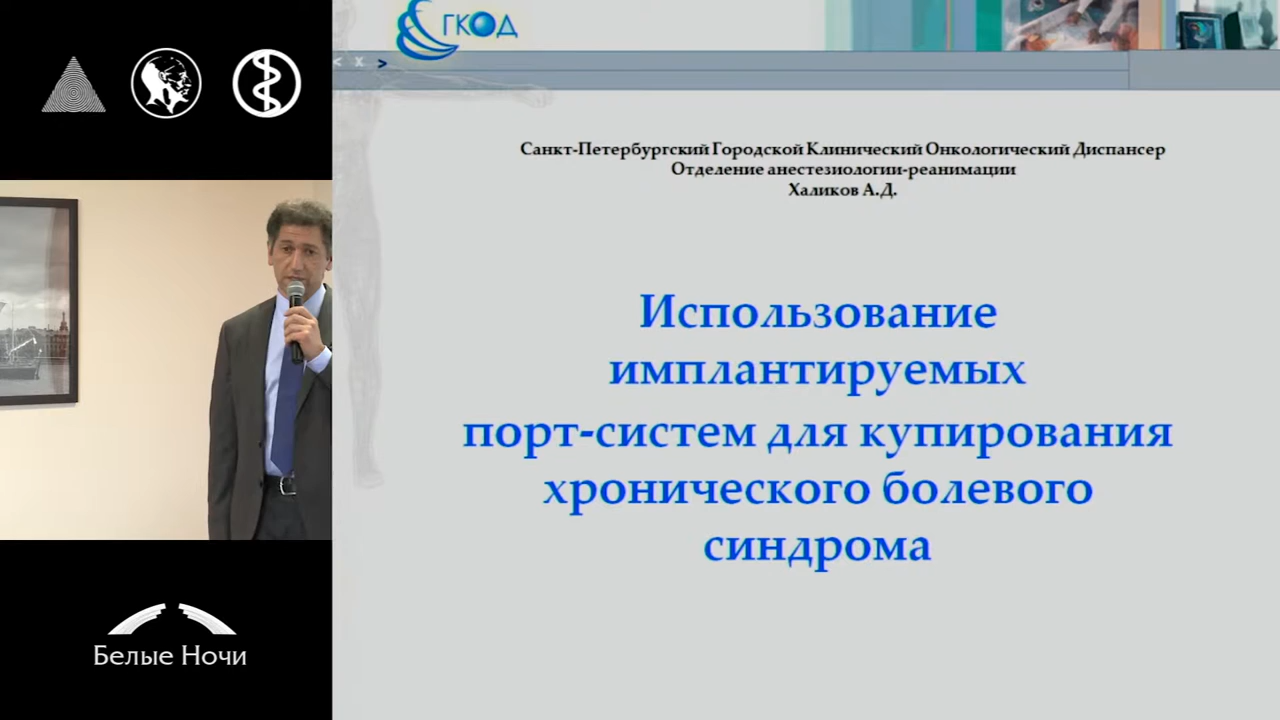 ГКОД
< x >
Санкт-Петербургский Городской Клинический Онкологический Диспансер
Отделение анестезиологии-реанимации
Халиков А.Д.
Использование
имплантируемых
порт-систем для купирования
хронического болевого
синдрома
Белые Ночи